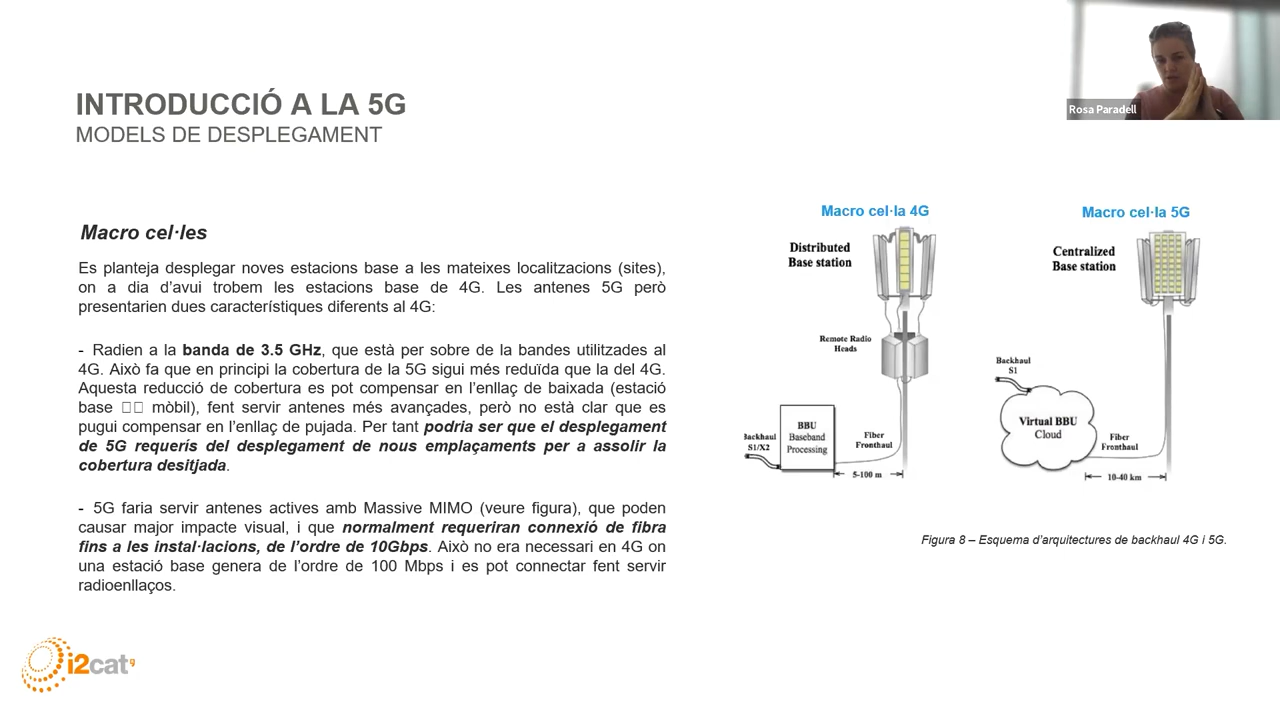 INTRODUCCIÓ A LA 5G
MODELS DE DESPLEGAMENT
Rosa Paradell
Macro cel·les
Es planteja desplegar noves estacions base a les mateixes localitzacions (sites),
on a dia d’avui trobem les estacions base de 4G. Les antenes 5G però
presentarien dues característiques diferents al 4G:
- Radien a la banda de 3.5 GHz, que està per sobre de la bandes utilitzades al
4G. Això fa que en principi la cobertura de la 5G sigui més reduïda que la del 4G.
Aquesta reducció de cobertura es pot compensar en l’enllaç de baixada (estació
base □□ mòbil), fent servir antenes més avançades, però no està clar que es
pugui compensar en l’enllaç de pujada. Per tant podria ser que el desplegament
de 5G requerís del desplegament de nous emplaçaments per a assolir la
cobertura desitjada.
- 5G faria servir antenes actives amb Massive MIMO (veure figura), que poden
causar major impacte visual, i que normalment requeriran connexió de fibra
fins a les instal·lacions, de l’ordre de 10Gbps. Això no era necessari en 4G on
una estació base genera de l’ordre de 100 Mbps i es pot connectar fent servir
radioenllaços.
Macro cel·la 4G
Distributed
Base station
Remote Radio
Heads
BBU
Baseband
Processing
Backhaul
S1/X2
Fiber
Fronthaul
5-100 m
Macro cel·la 5G
Centralized
Base station
Backhaul
S1
Virtual BBU
Cloud
Fiber
Fronthaul
10-40 km
Figura 8 – Esquema d’arquitectures de backhaul 4G i 5G.
i2cat